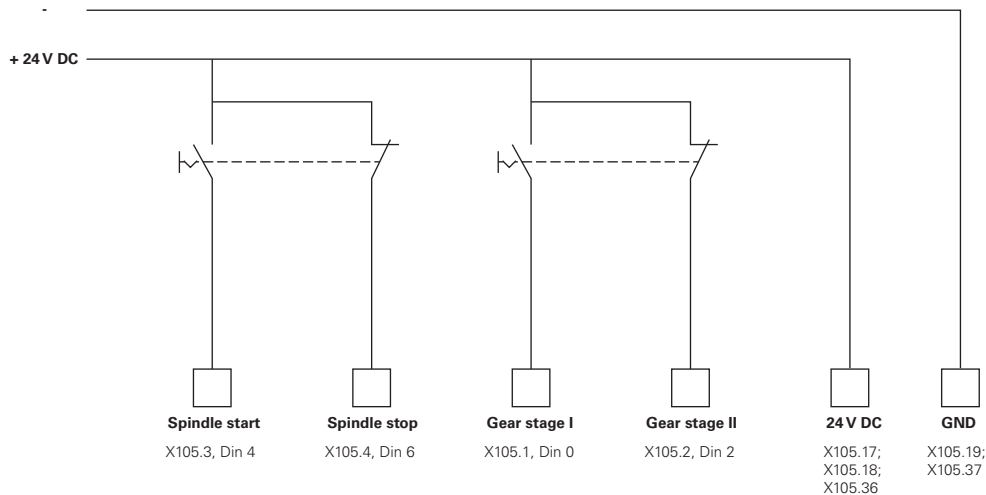 -
+ 24 V DC
Spindle start
X105.3, Din 4
Spindle stop
X105.4, Din 6
Gear stage I
X105.1, Din 0
Gear stage II
X105.2, Din 2
24 V DC
X105.17;
X105.18;
X105.36
GND
X105.19;
X105.37